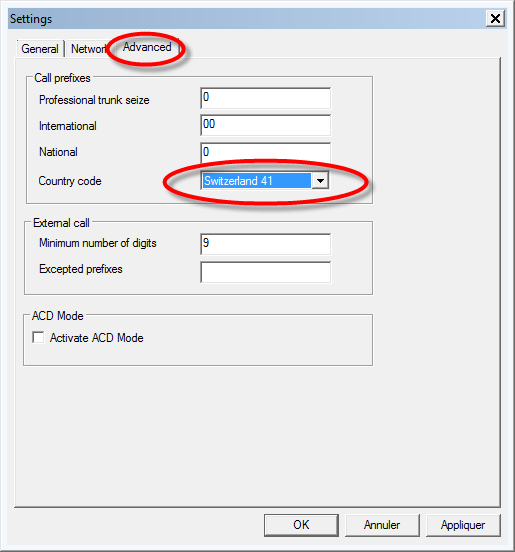 Settings
General Network Advanced
Call prefixes
Professional trunk seize 0
International 00
National 0
Country code Switzerland 41
External call
Minimum number of digits 9
Excepted prefixes
ACD Mode
Activate ACD Mode
OK Annuler Appliquer